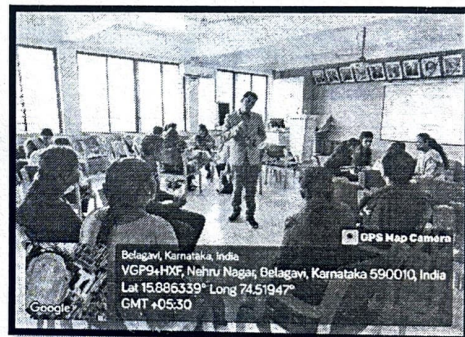 GPS Map Camera
Belagavi, Karnataka, India
VGP9+HXF, Nehru Nagar, Belagavi, Karnataka 590010, India
Lat 15.886339° Long 74.51947°
GMT +05:30
Google